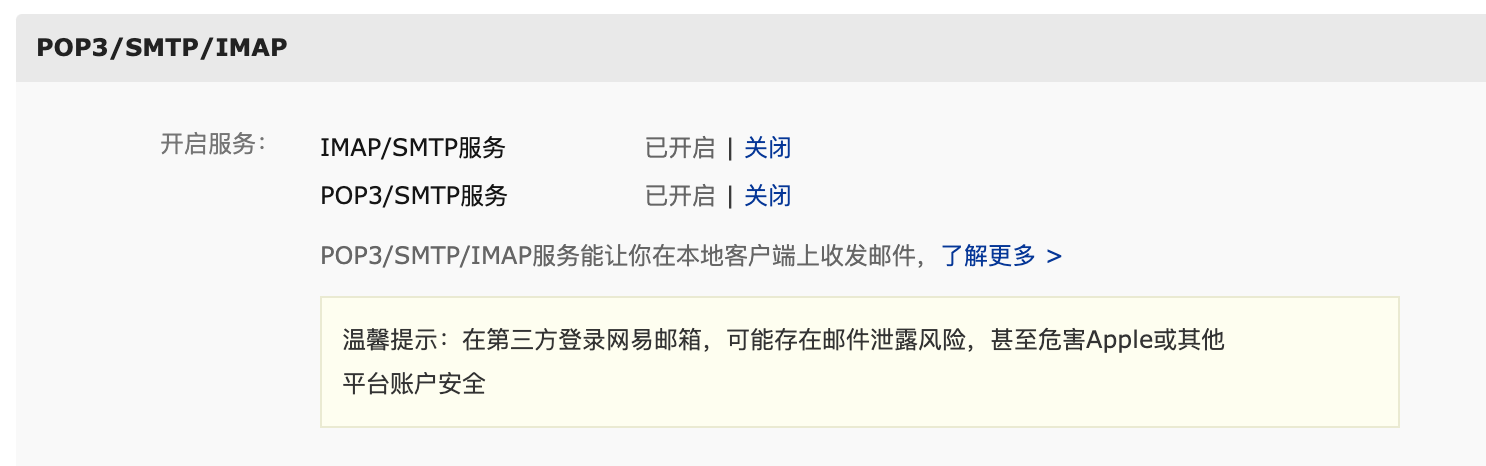 POP3/SMTP/IMAP
开启服务：
IMAP/SMTP服务 已开启 | 关闭
POP3/SMTP服务 已开启 | 关闭
POP3/SMTP/IMAP服务能让你在本地客户端上收发邮件，了解更多 >
温馨提示：在第三方登录网易邮箱，可能存在邮件泄露风险，甚至危害Apple或其他
平台账户安全